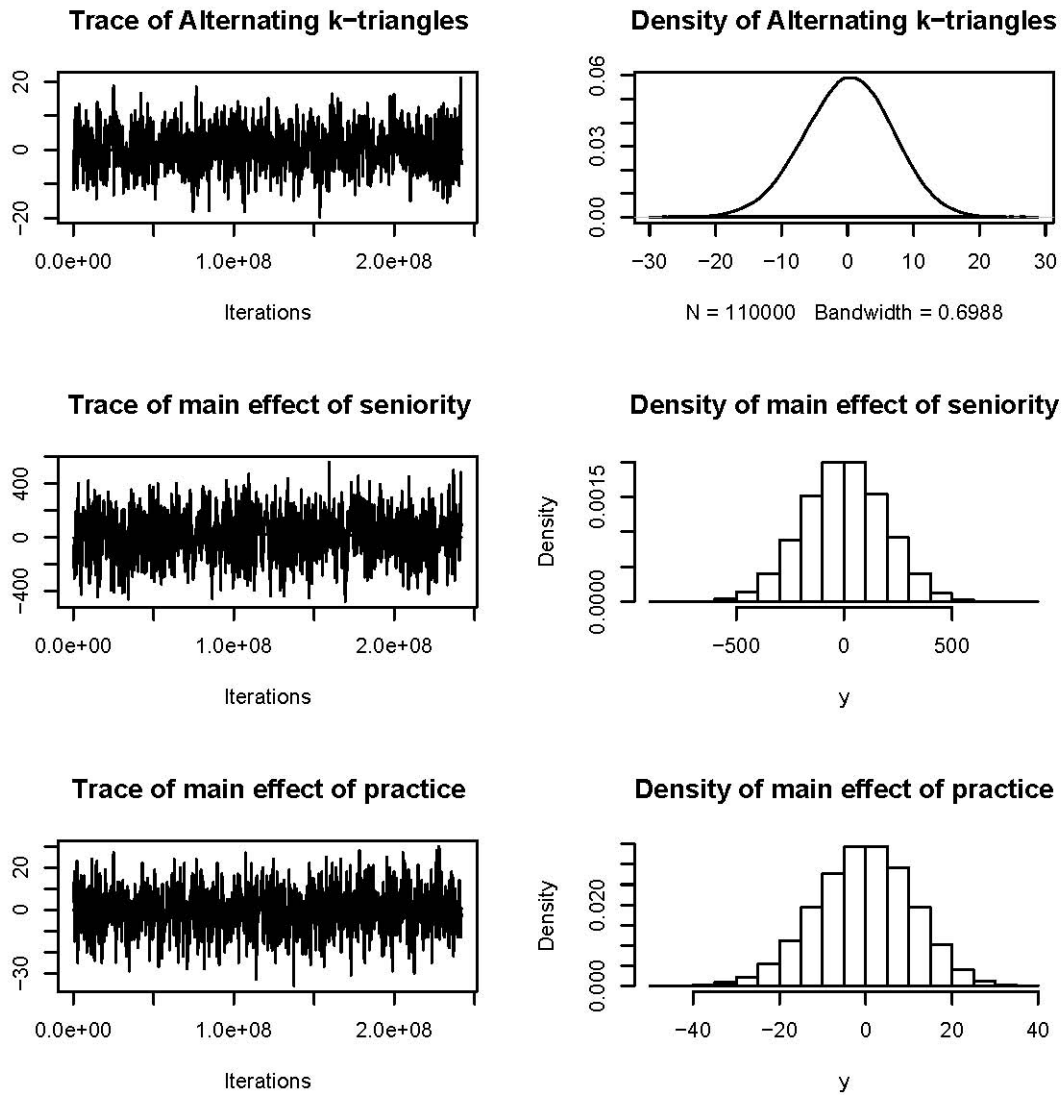 Trace of Alternating k−triangles
20
0
−20
0.0e+00 1.0e+08 2.0e+08
Iterations
Density of Alternating k−triangles
0.06
0.03
0.00
−30 −20 −10 0 10 20 30
N = 110000 Bandwidth = 0.6988
Trace of main effect of seniority
400
0
−400
0.0e+00 1.0e+08 2.0e+08
Iterations
Density of main effect of seniority
Density
0.0015
0.0000
−500 0 500
y
Trace of main effect of practice
20
0
−30
0.0e+00 1.0e+08 2.0e+08
Iterations
Density of main effect of practice
Density
0.020
0.000
−40 −20 0 20 40
y